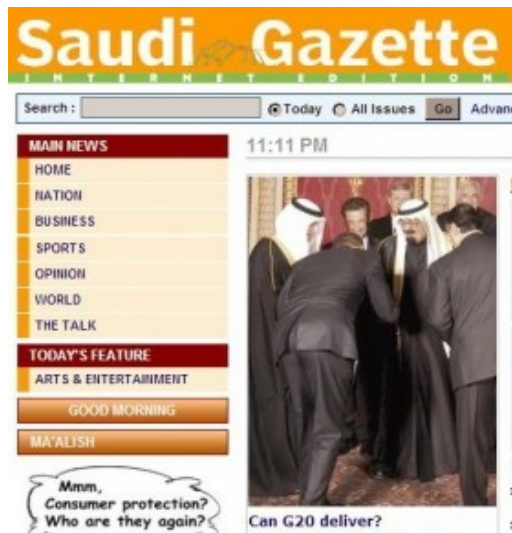 Saudi Gazette
INTERNET EDITION
Search : Today All Issues Go Advan
MAIN NEWS
11:11 PM
HOME
NATION
BUSINESS
SPORTS
OPINION
WORLD
THE TALK
TODAY'S FEATURE
ARTS & ENTERTAINMENT
GOOD MORNING
MA'ALISH
Mmm,
Consumer protection?
Who are they again?
Can G20 deliver?